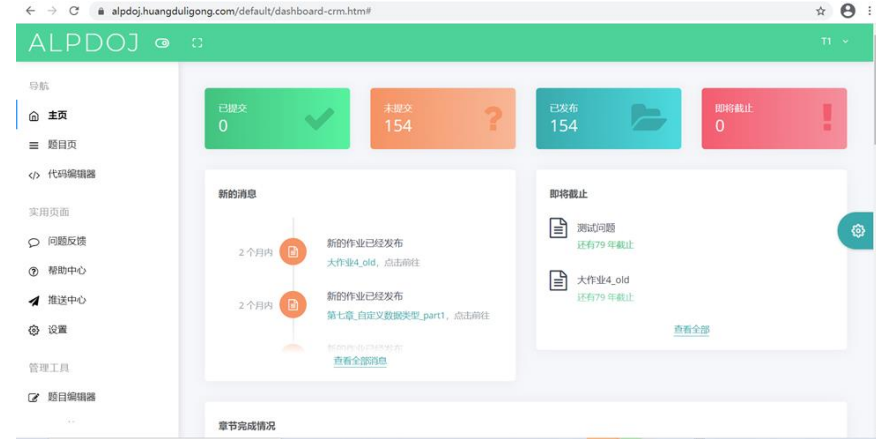 alpdoj.huangduligong.com/default/dashboard-crm.htm#
ALPDOJ
T1
导航
主页
题目页
代码编辑器
实用页面
问题反馈
帮助中心
推送中心
设置
管理工具
题目编辑器
已提交
0
未提交
154
已发布
154
即将截止
0
新的消息
2 个月内
新的作业已经发布
大作业4_old，点击前往
2 个月内
新的作业已经发布
第七章_自定义数据类型_part1，点击前往
新的作业已经发布
查看全部消息
即将截止
测试问题
还有79 年截止
大作业4_old
还有79 年截止
查看全部
章节完成情况